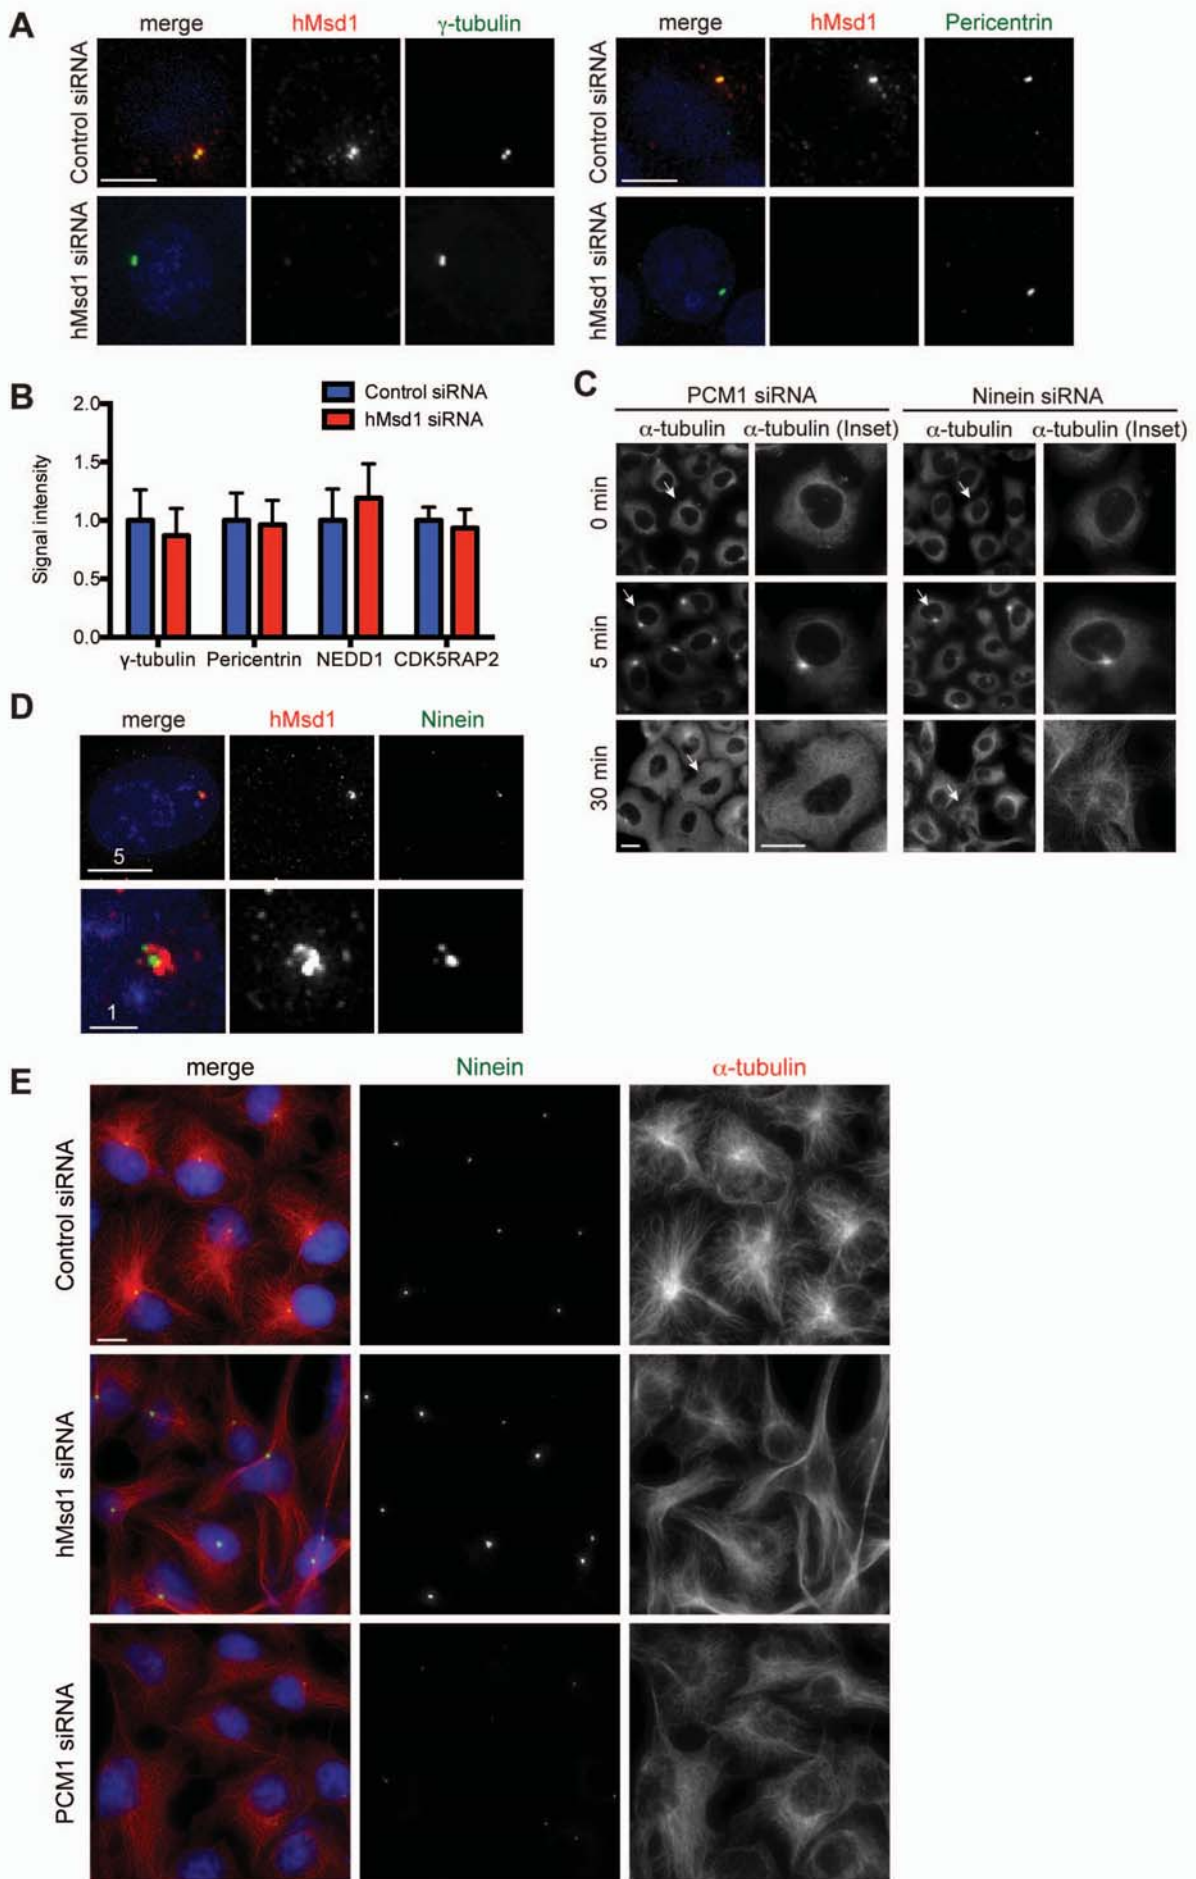 A
merge hMsd1 γ-tubulin
Control siRNA
hMsd1 siRNA
merge hMsd1 Pericentrin
Control siRNA
hMsd1 siRNA
B
Control siRNA
hMsd1 siRNA
Signal intensity
2.0
1.5
1.0
0.5
0.0
γ-tubulin Pericentrin NEDD1 CDK5RAP2
C
PCM1 siRNA Ninein siRNA
α-tubulin α-tubulin (Inset) α-tubulin α-tubulin (Inset)
0 min
5 min
30 min
D
merge hMsd1 Ninein
5
1
E
merge Ninein α-tubulin
Control siRNA
hMsd1 siRNA
PCM1 siRNA